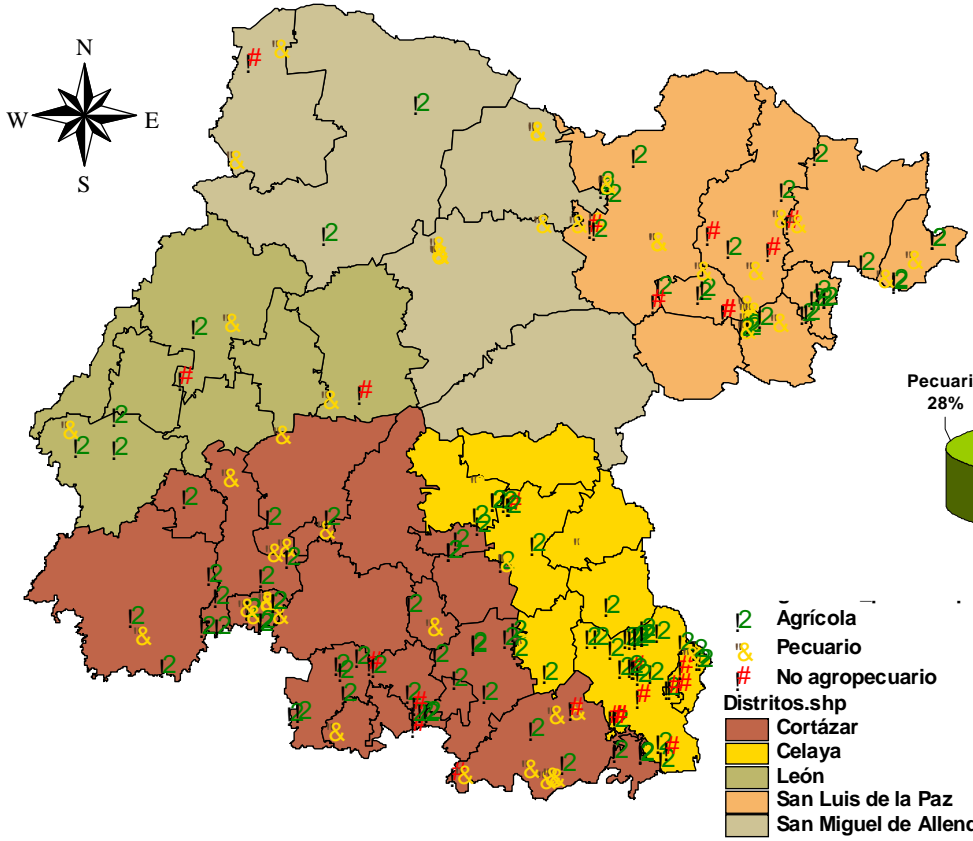 N
W E
S
Pecuari
28%
Agrícola
Pecuario
No agropecuario
Distritos.shp
Cortázar
Celaya
León
San Luis de la Paz
San Miguel de Allend